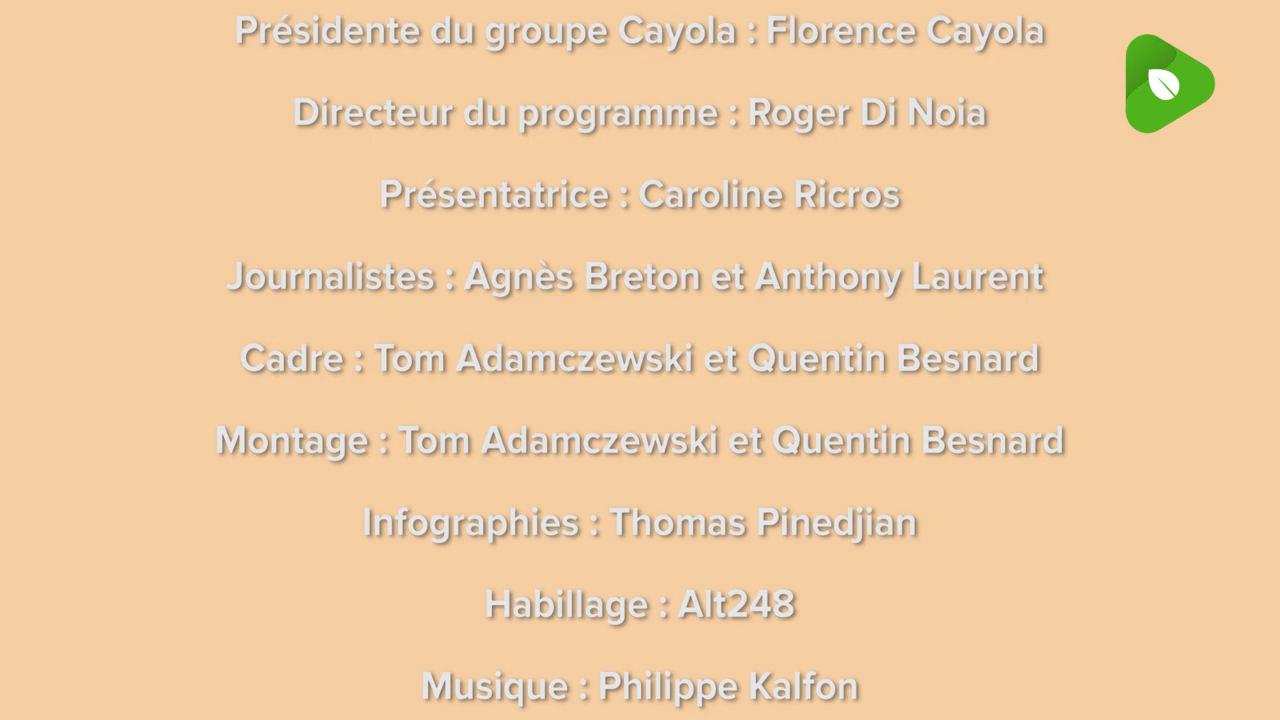 Présidente du groupe Cayola : Florence Cayola
Directeur du programme : Roger Di Noia
Présentatrice : Caroline Ricros
Journalistes : Agnès Breton et Anthony Laurent
Cadre : Tom Adamczewski et Quentin Besnard
Montage : Tom Adamczewski et Quentin Besnard
Infographies : Thomas Pinedjian
Habillage : Alt248
Musique : Philippe Kalfon